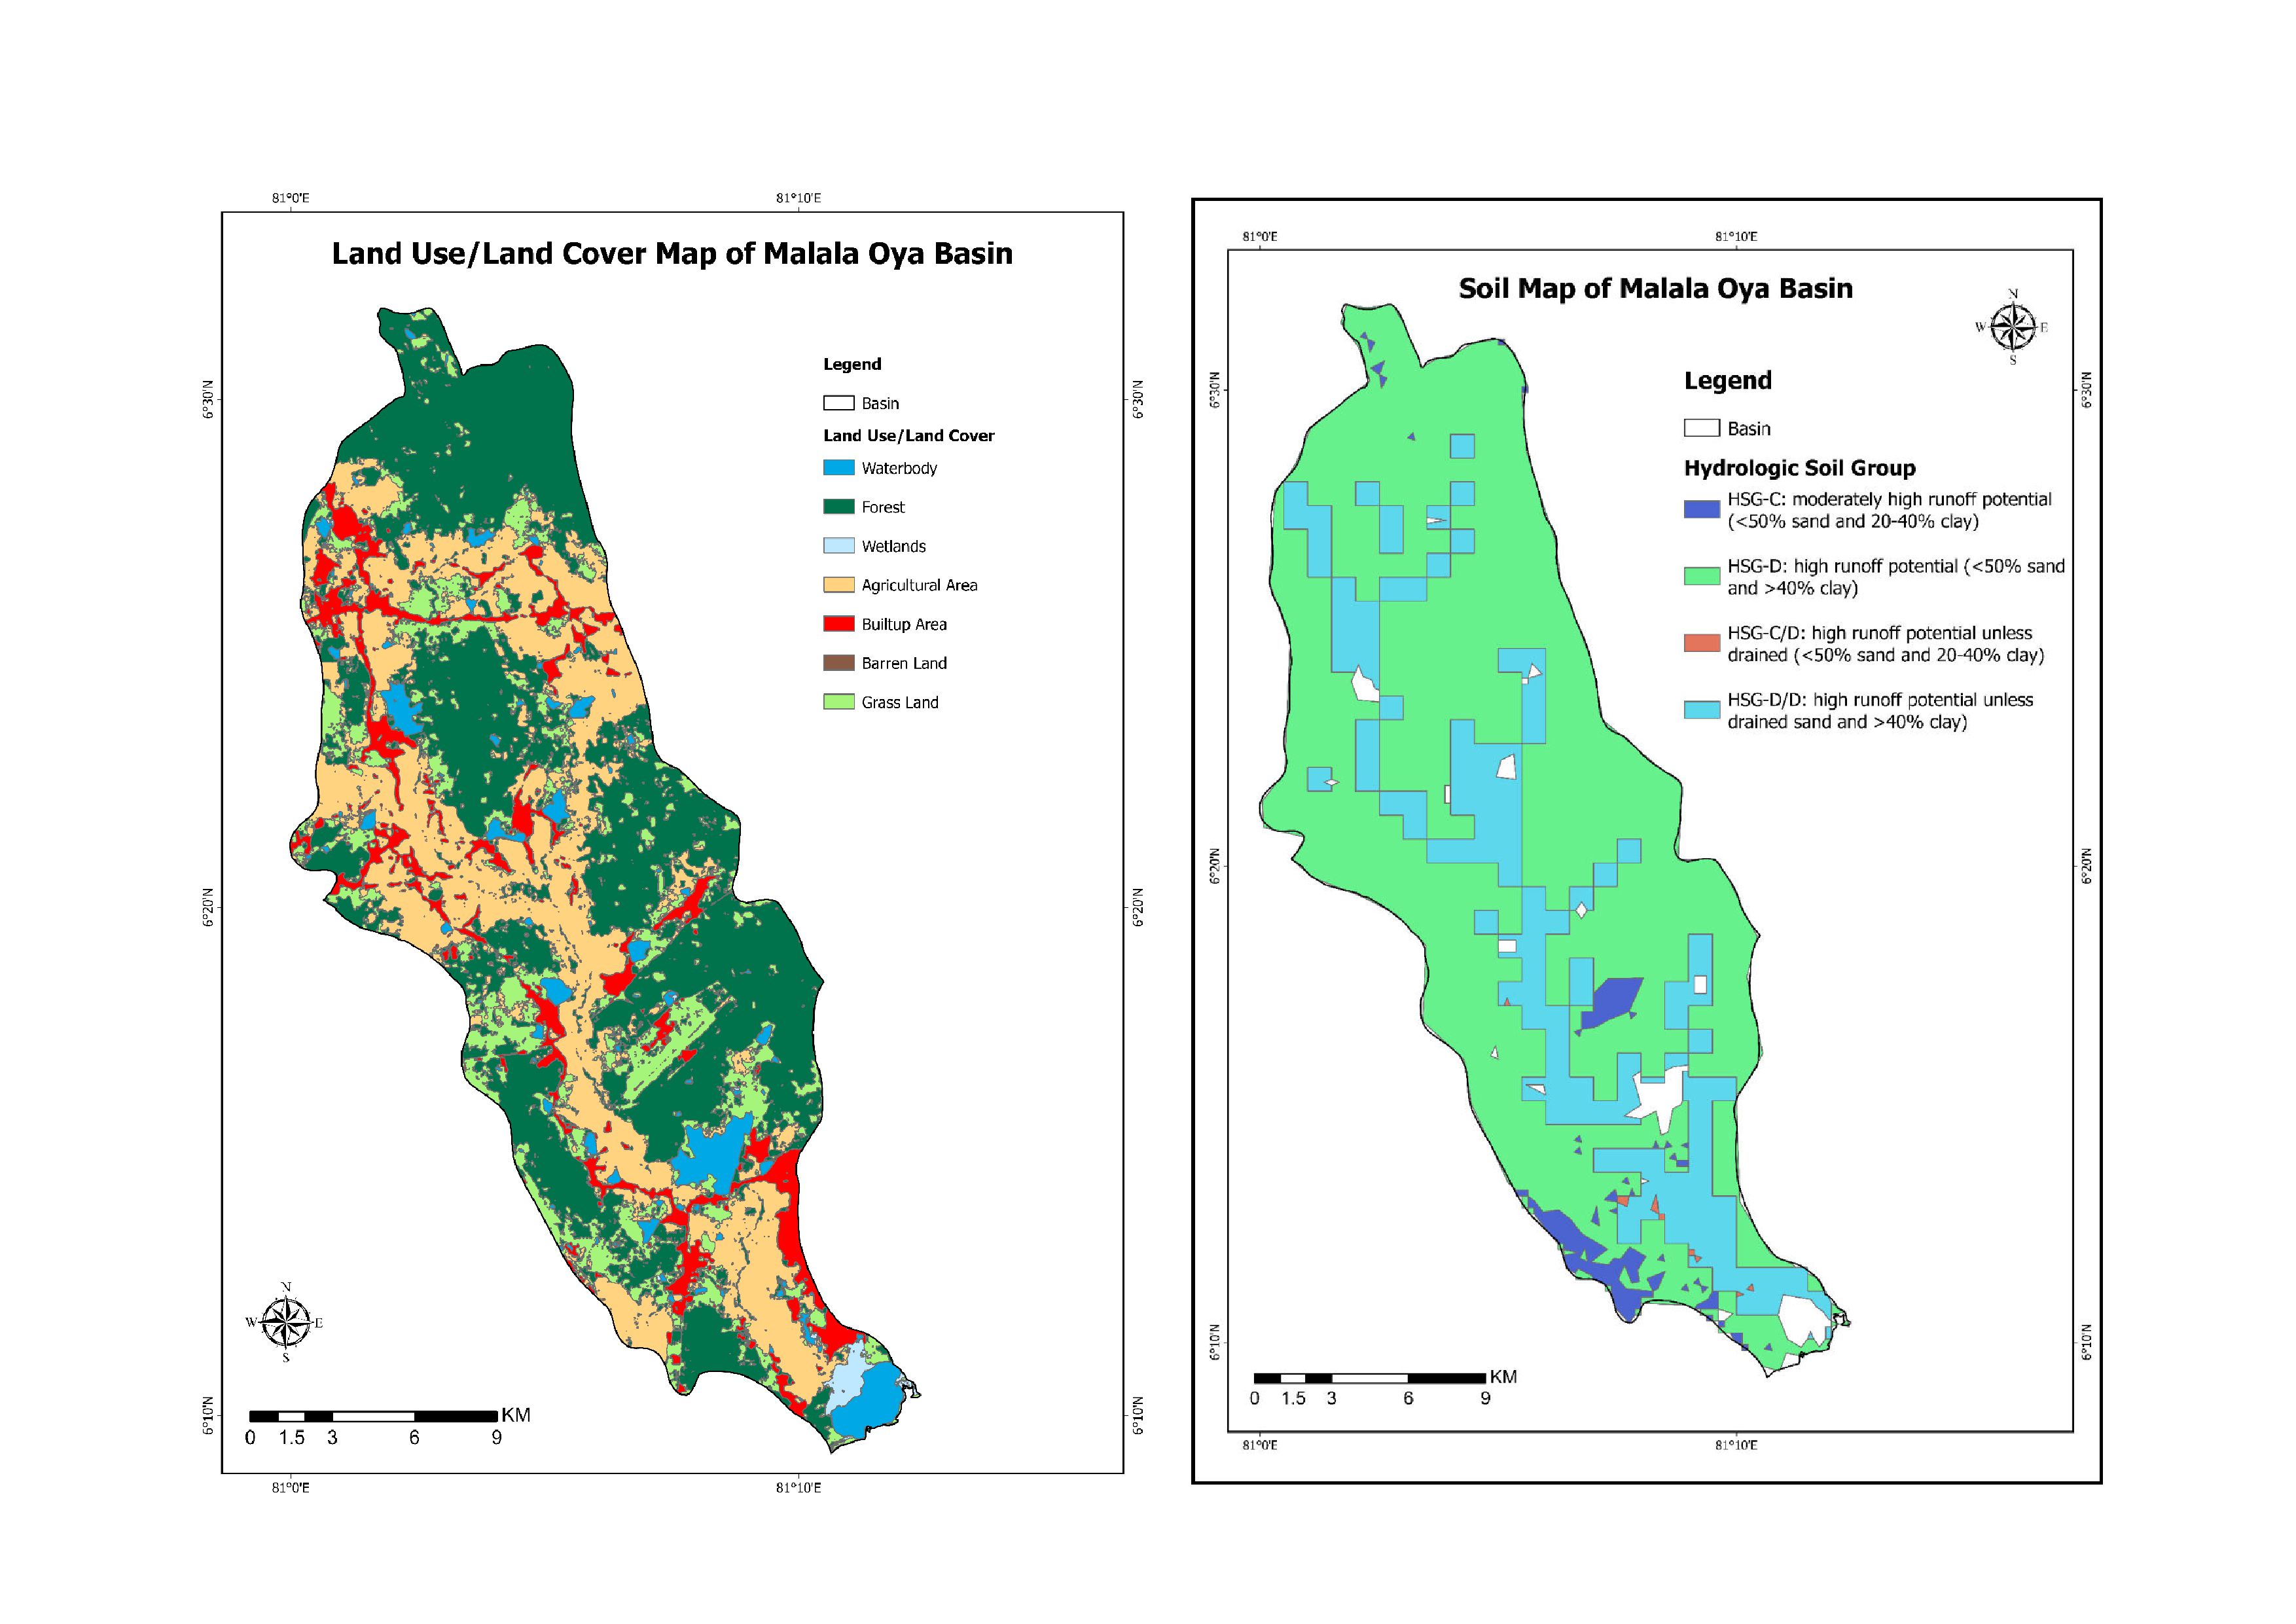 81°0'E
81°10'E
Land Use/Land Cover Map of Malala Oya Basin
Legend
Basin
Land Use/Land Cover
Waterbody
Forest
Wetlands
Agricultural Area
Builtup Area
Barren Land
Grass Land
6°30'N
6°30'N
6°20'N
6°20'N
6°10'N
6°10'N
N
W
E
S
KM
0
1.5
3
6
9
81°0'E
81°10'E
81°0'E
81°10'E
Soil Map of Malala Oya Basin
N
W
E
S
Legend
Basin
Hydrologic Soil Group
HSG-C: moderately high runoff potential
(<50% sand and 20-40% clay)
HSG-D: high runoff potential (<50% sand
and >40% clay)
HSG-C/D: high runoff potential unless
drained (<50% sand and 20-40% clay)
HSG-D/D: high runoff potential unless
drained sand and >40% clay)
6°30'N
6°30'N
6°20'N
6°20'N
6°10'N
6°10'N
KM
0
1.5
3
6
9
81°0'E
81°10'E